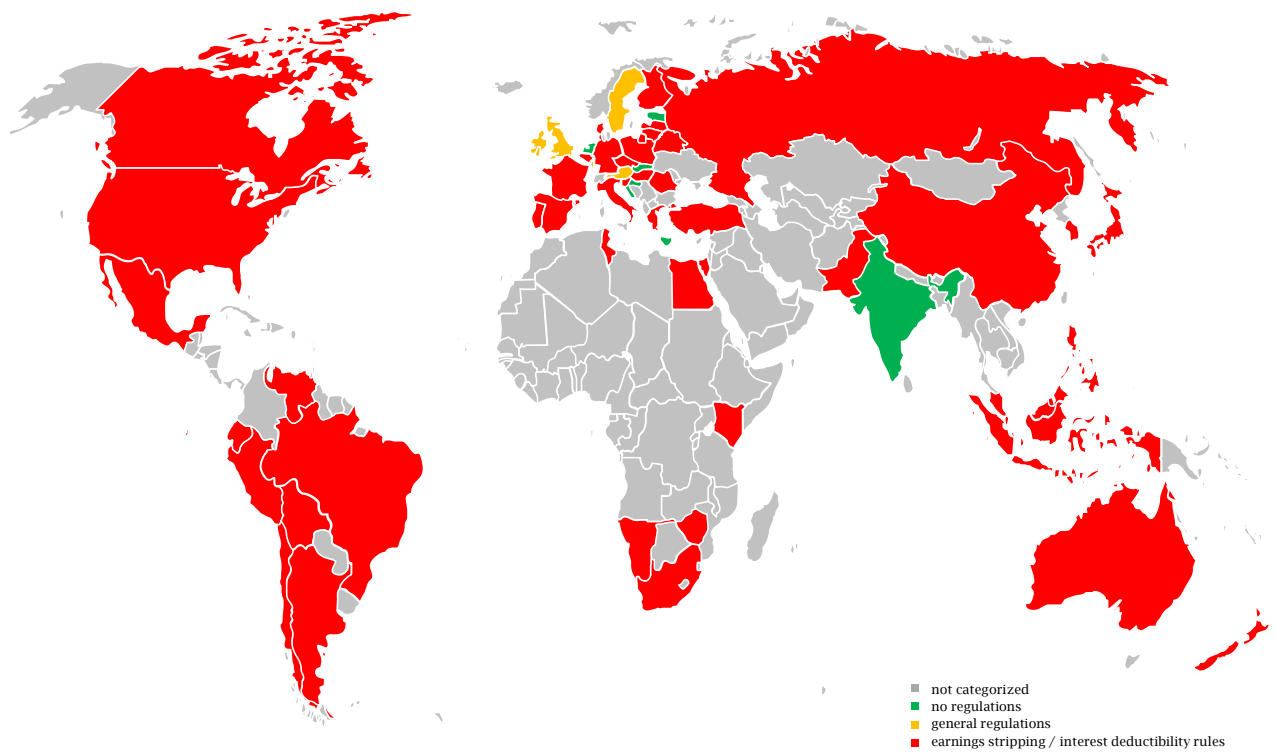 not categorized
no regulations
general regulations
earnings stripping / interest deductibility rules